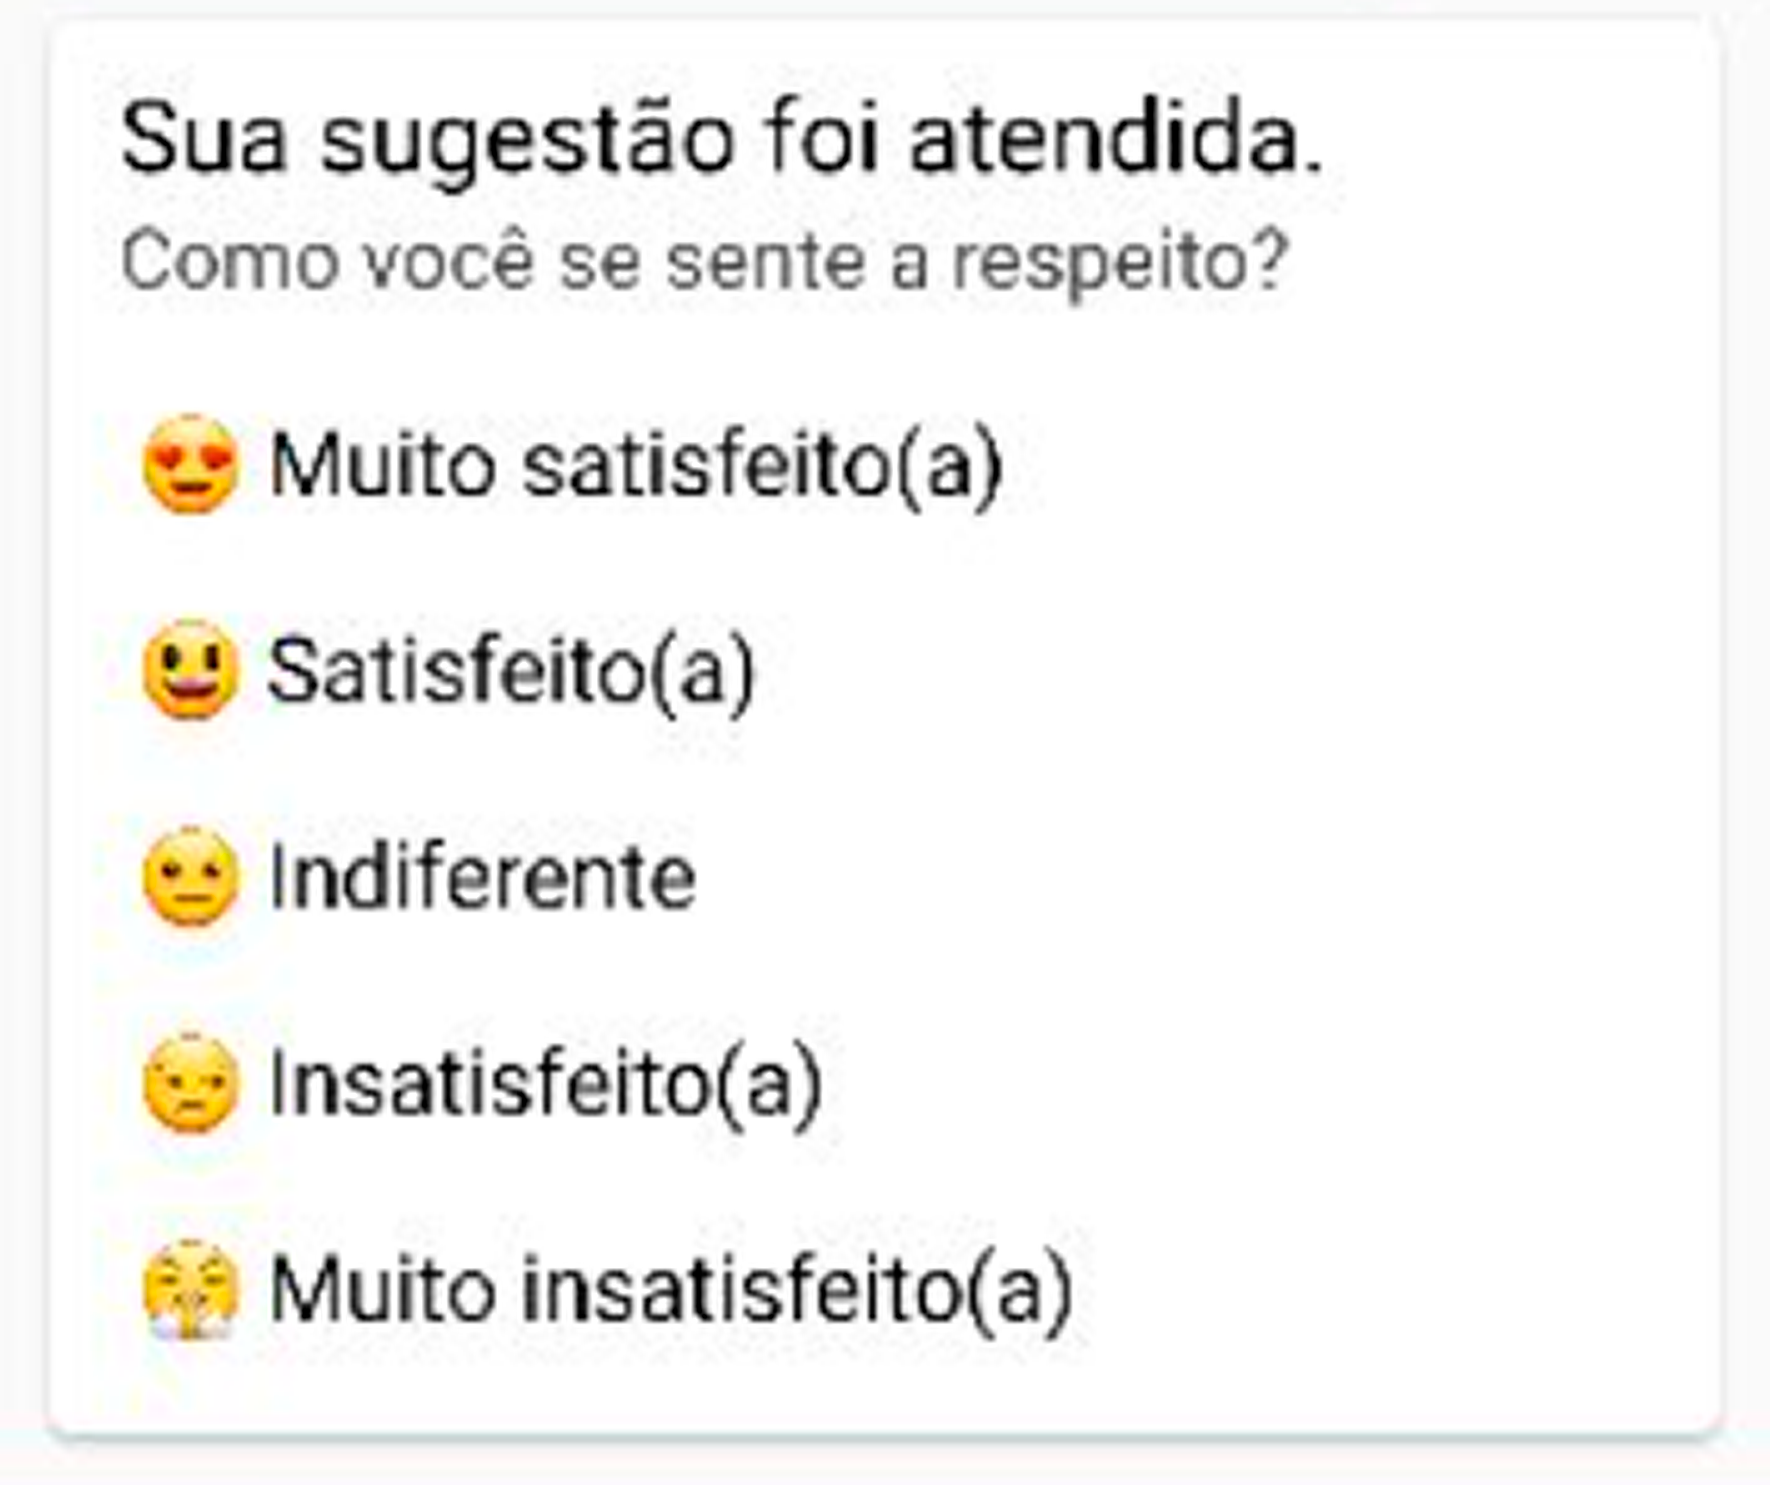 Sua sugestão foi atendida.
Como você se sente a respeito?
😍 Muito satisfeito(a)
😃 Satisfeito(a)
😐 Indiferente
😒 Insatisfeito(a)
😤 Muito insatisfeito(a)